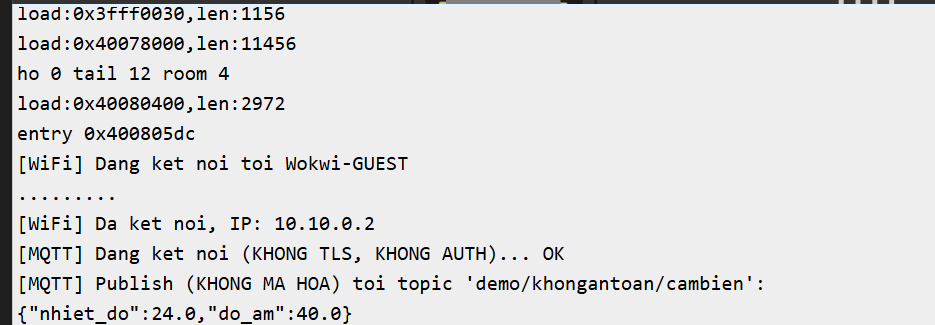 load:0x3fff0030,len:1156
load:0x40078000,len:11456
ho 0 tail 12 room 4
load:0x40080400,len:2972
entry 0x400805dc
[WiFi] Dang ket noi toi Wokwi-GUEST
.........
[WiFi] Da ket noi, IP: 10.10.0.2
[MQTT] Dang ket noi (KHONG TLS, KHONG AUTH)... OK
[MQTT] Publish (KHONG MA HOA) toi topic 'demo/khongantoan/cambien':
{"nhiet_do":24.0,"do_am":40.0}